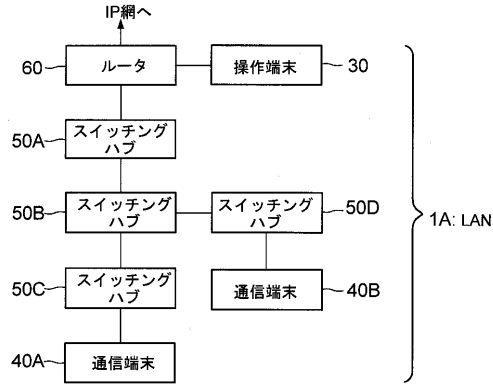 IP網へ
60
ルータ
操作端末
30
50A
スイッチング
ハブ
50B
スイッチング
ハブ
スイッチング
ハブ
50D
1A: LAN
50C
スイッチング
ハブ
通信端末
40B
40A
通信端末